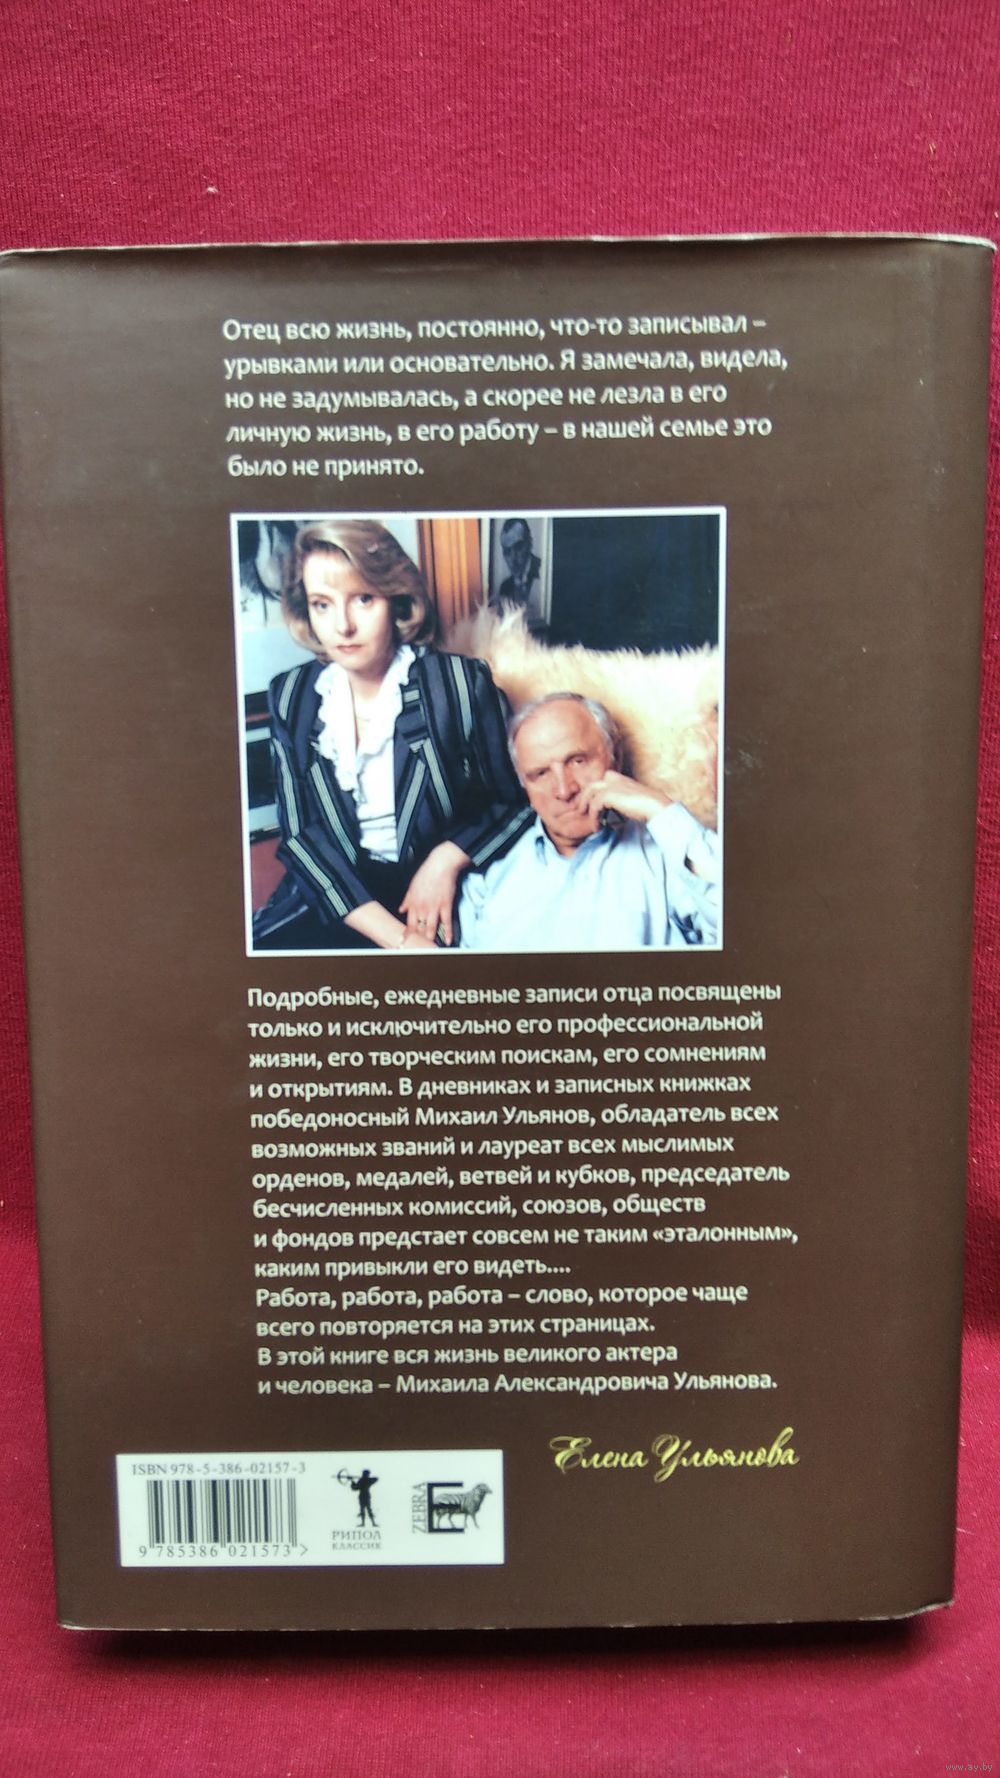 Отец всю жизнь, постоянно, что-то записывал –
урывками или основательно. Я замечала, видела,
но не задумывалась, а скорее не лезла в его
личную жизнь, в его работу – в нашей семье это
было не принято.
Подробные, ежедневные записи отца посвящены
только и исключительно его профессиональной
жизни, его творческим поискам, его сомнениям
и открытиям. В дневниках и записных книжках
победоносный Михаил Ульянов, обладатель всех
возможных званий и лауреат всех мыслимых
орденов, медалей, ветвей и кубков, председатель
бесчисленных комиссий, союзов, обществ
и фондов предстает совсем не таким «эталонным»,
каким привыкли его видеть....
Работа, работа, работа – слово, которое чаще
всего повторяется на этих страницах.
В этой книге вся жизнь великого актера
и человека – Михаила Александровича Ульянова.
Елена Ульянова
ISBN 978-5-386-02157-3
9 785386 021573 >
РИПОЛ
КЛАССИК
ZEBRA
E
www.ay.by